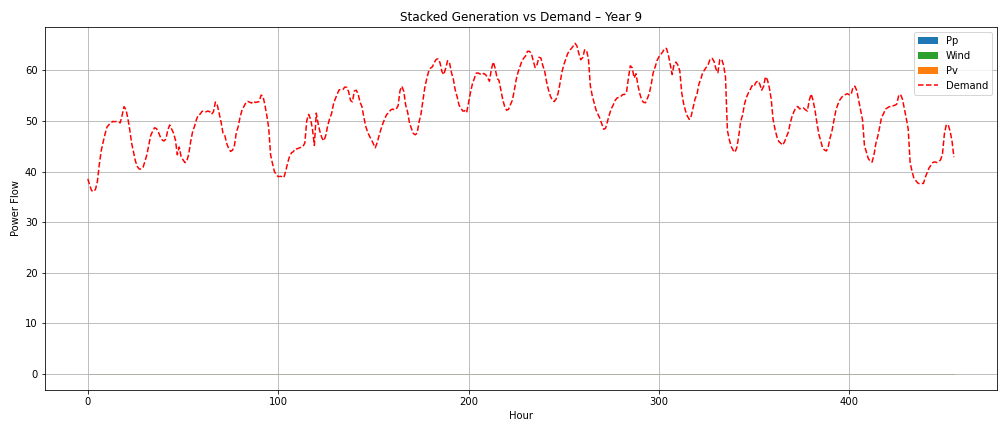 Stacked Generation vs Demand – Year 9
Pp
Wind
Pv
Demand
Power Flow
60
50
40
30
20
10
0
0 100 200 300 400
Hour